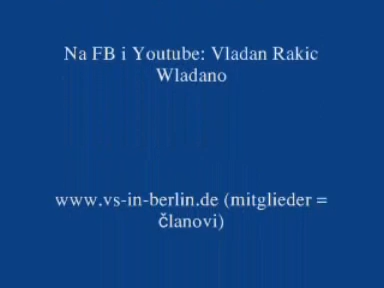 Na FB i Youtube: Vladan Rakic
Wladano
www.vs-in-berlin.de (mitglieder =
članovi)